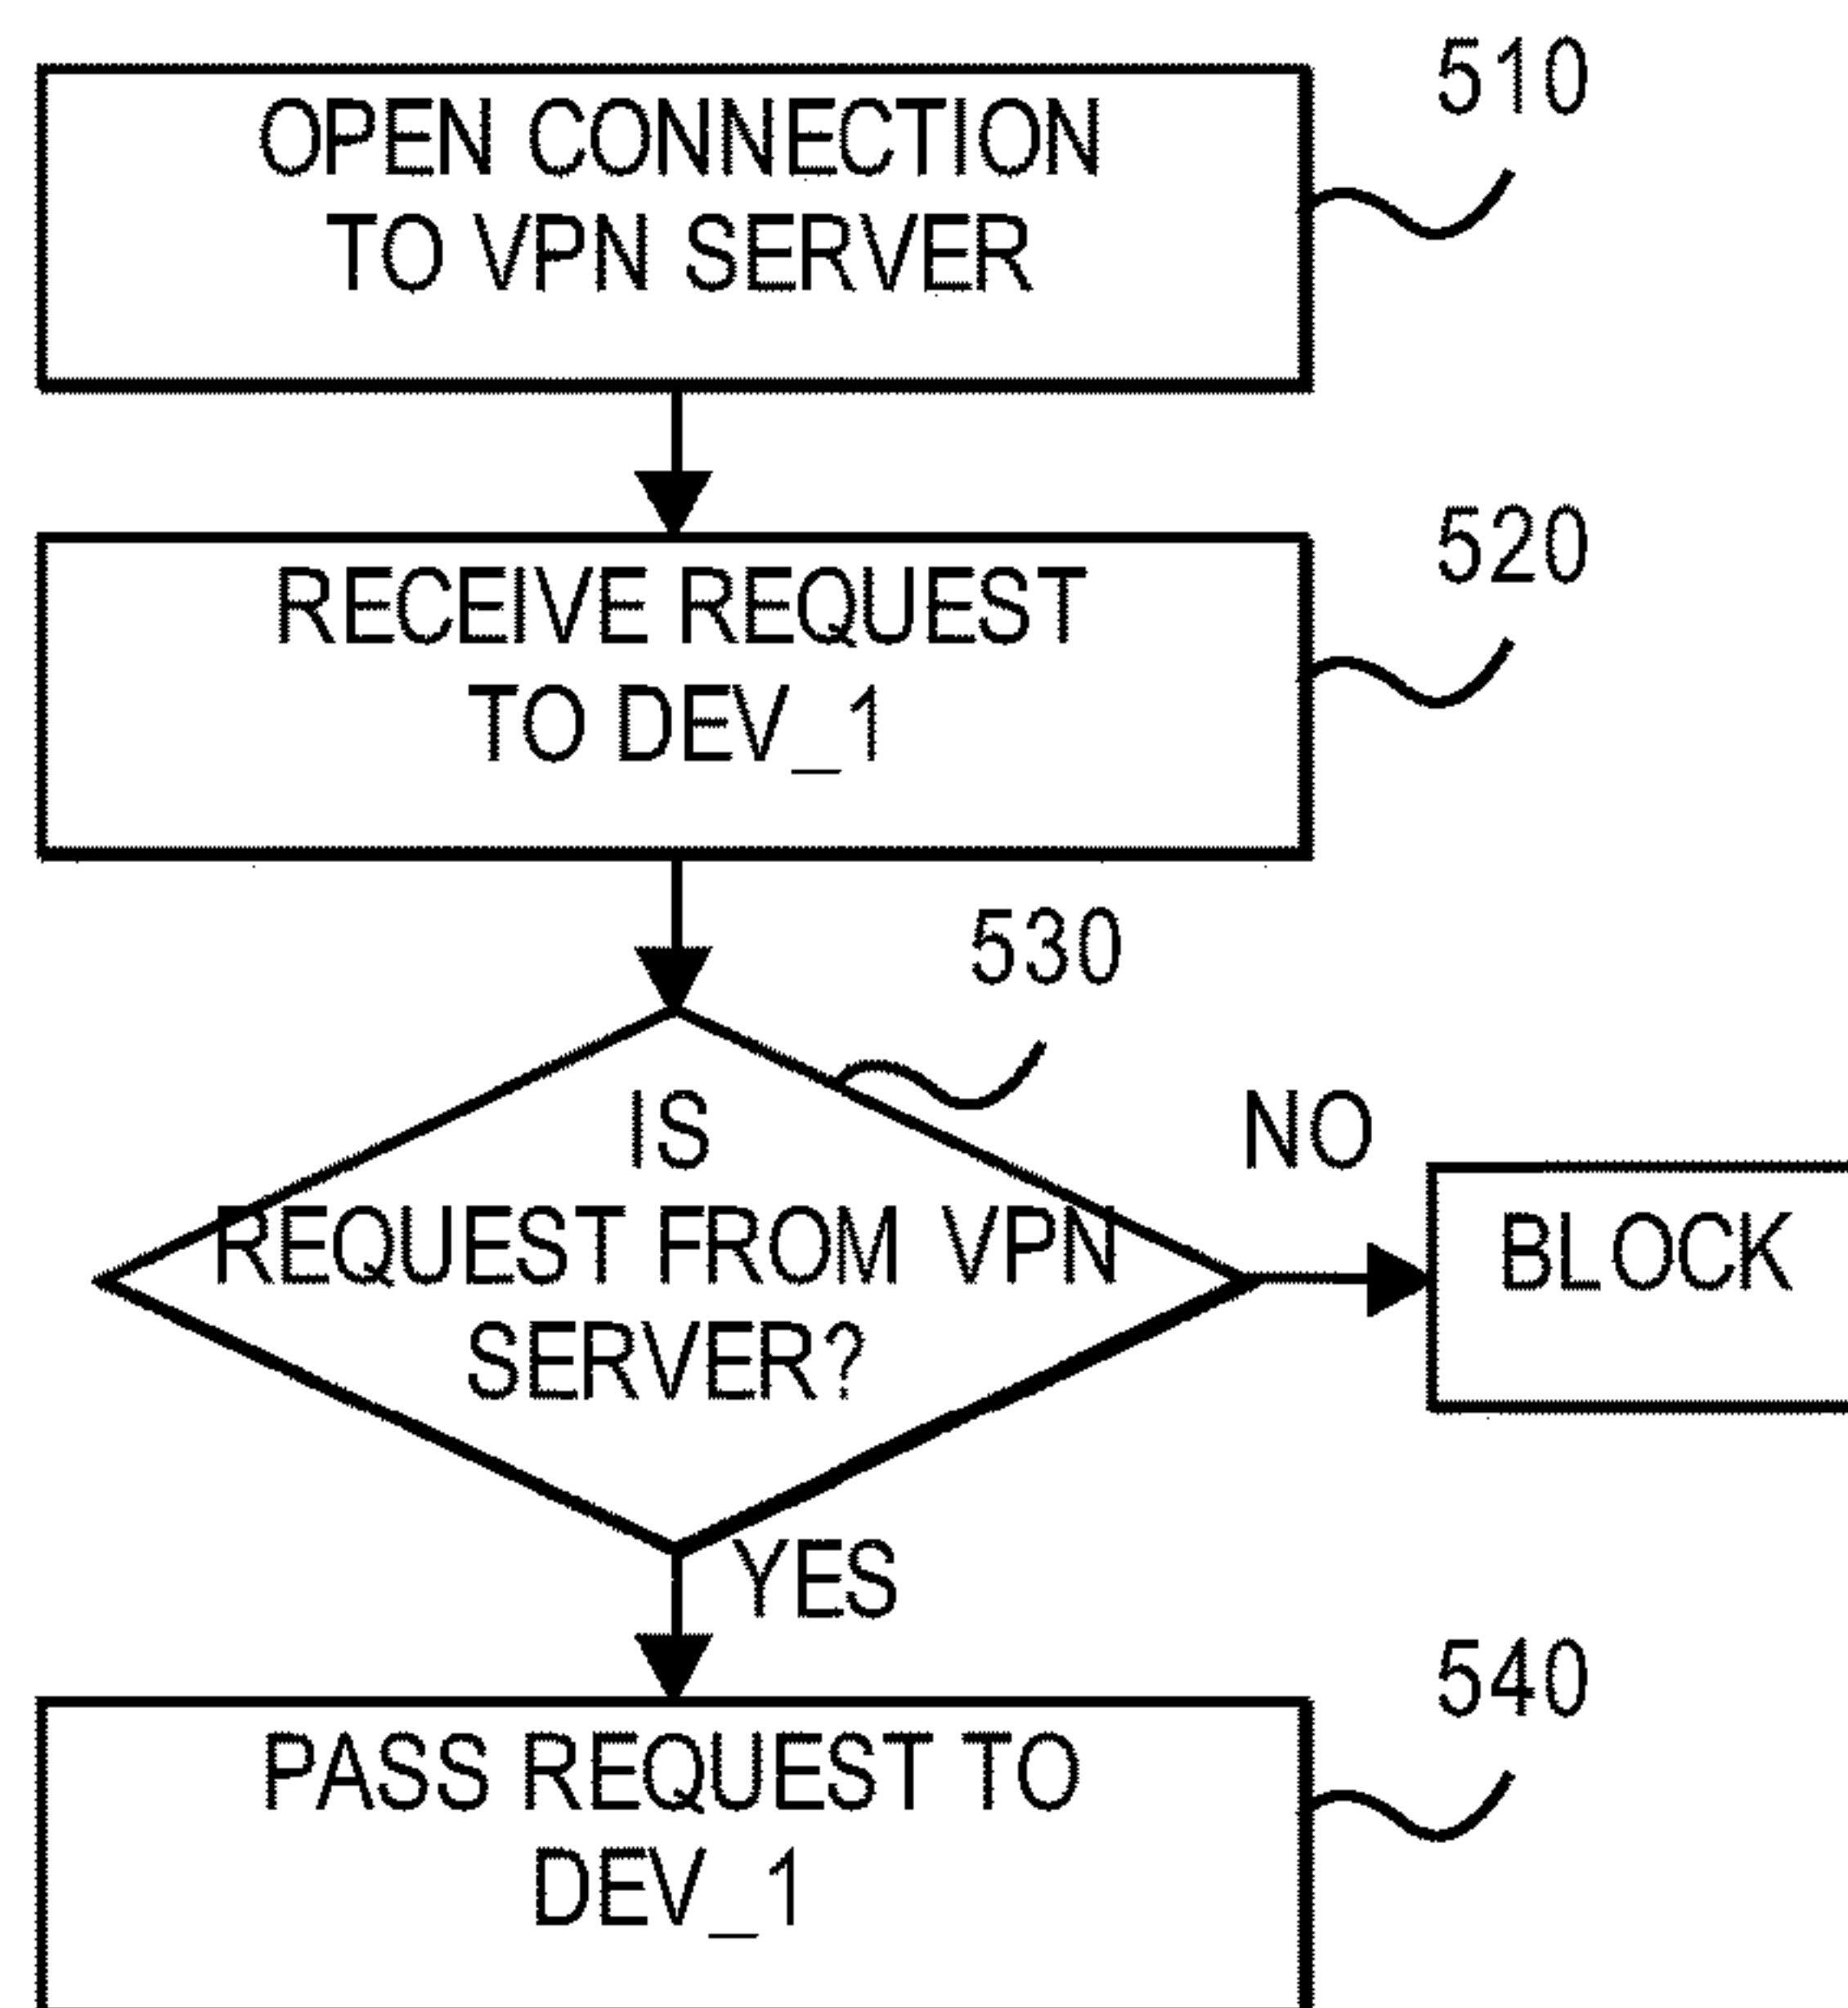 OPEN CONNECTION
TO VPN SERVER
510
RECEIVE REQUEST
TO DEV_1
520
530
IS
REQUEST FROM VPN
SERVER?
NO
BLOCK
YES
PASS REQUEST TO
DEV_1
540